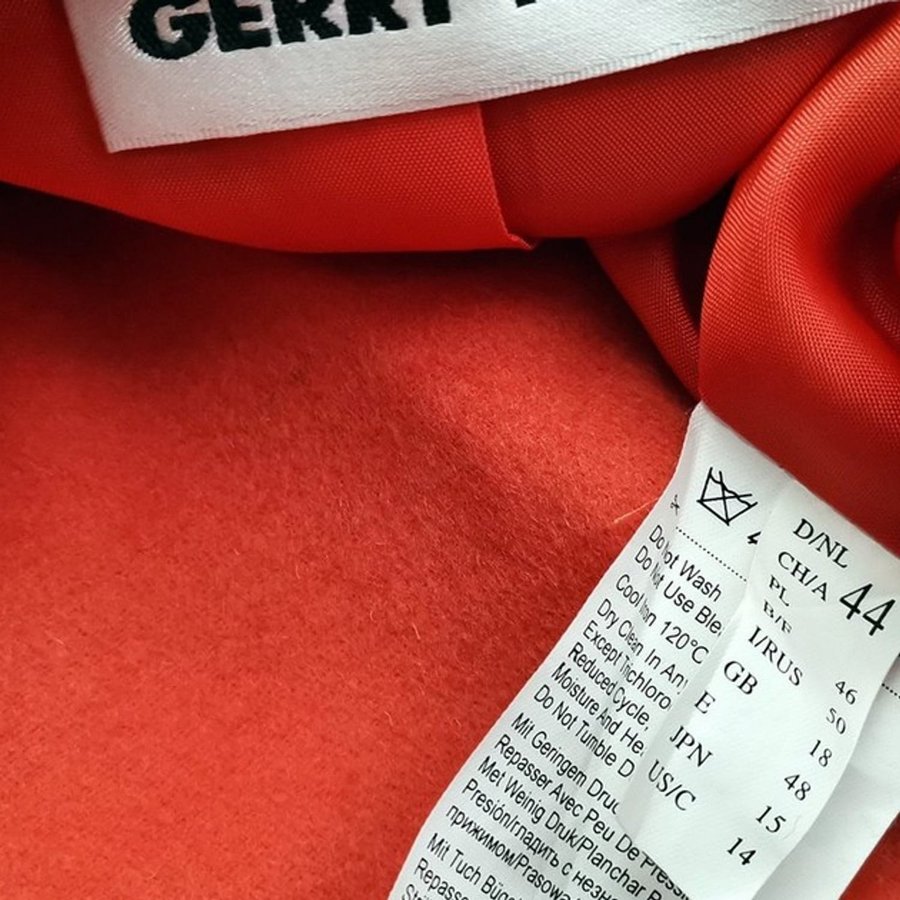 GERRY
Do Not Wash
Do Not Use Ble
Cool Iron 120°C
Dry Clean In Any
Except Trichloro
Reduced Cycle,
Moisture And He
Do Not Tumble D
Mit Geringem Druc
Repasser Avec Peu De Press
Met Weinig Druk/Planchar
Presión/гладить с незна
прижимом/Prasowa
Mit Tuch Büge
Repasse
D/NL
CH/A 44
PL
B/F 46
I/RUS 50
GB 18
E 48
JPN 15
US/C 14